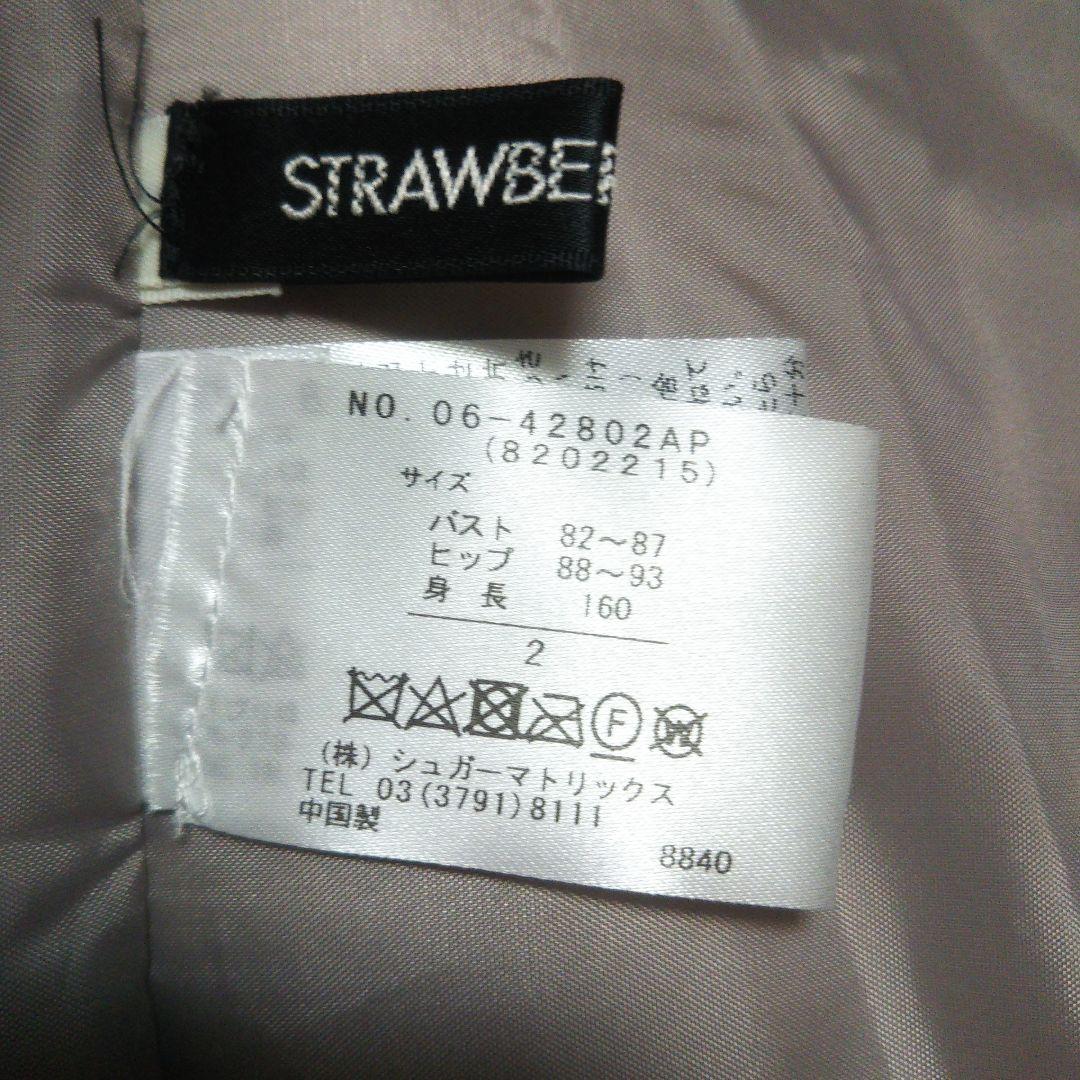 STRAWBE
NO. 06-42802AP
(8202215)
サイズ
バスト 82～87
ヒップ 88～93
身 長 160
2
F
W
(株) シュガーマトリックス
TEL 03(3791)8111
中国製
8840